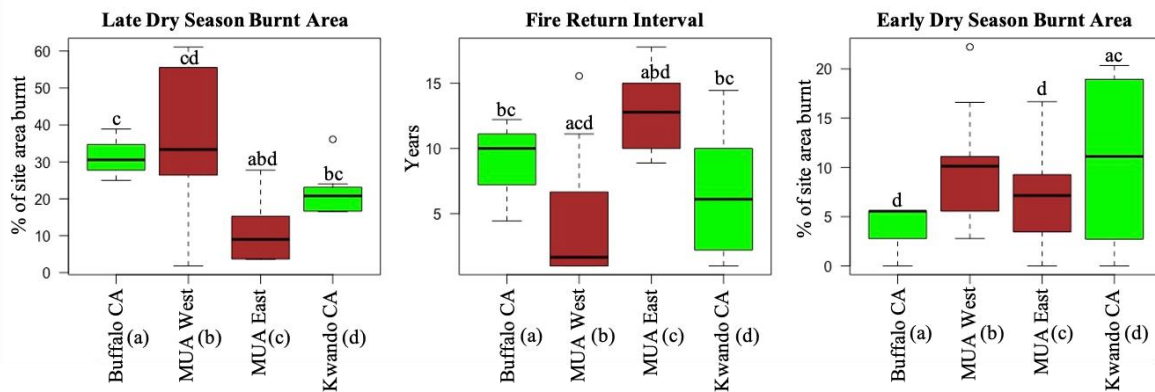 Late Dry Season Burnt Area
% of site area burnt
60
50
40
30
20
10
0
c
cd
abd
bc
Buffalo CA (a)
MUA West (b)
MUA East (c)
Kwando CA (d)
Fire Return Interval
Years
15
10
5
bc
acd
abd
bc
Buffalo CA (a)
MUA West (b)
MUA East (c)
Kwando CA (d)
Early Dry Season Burnt Area
% of site area burnt
20
15
10
5
0
d
d
ac
Buffalo CA (a)
MUA West (b)
MUA East (c)
Kwando CA (d)